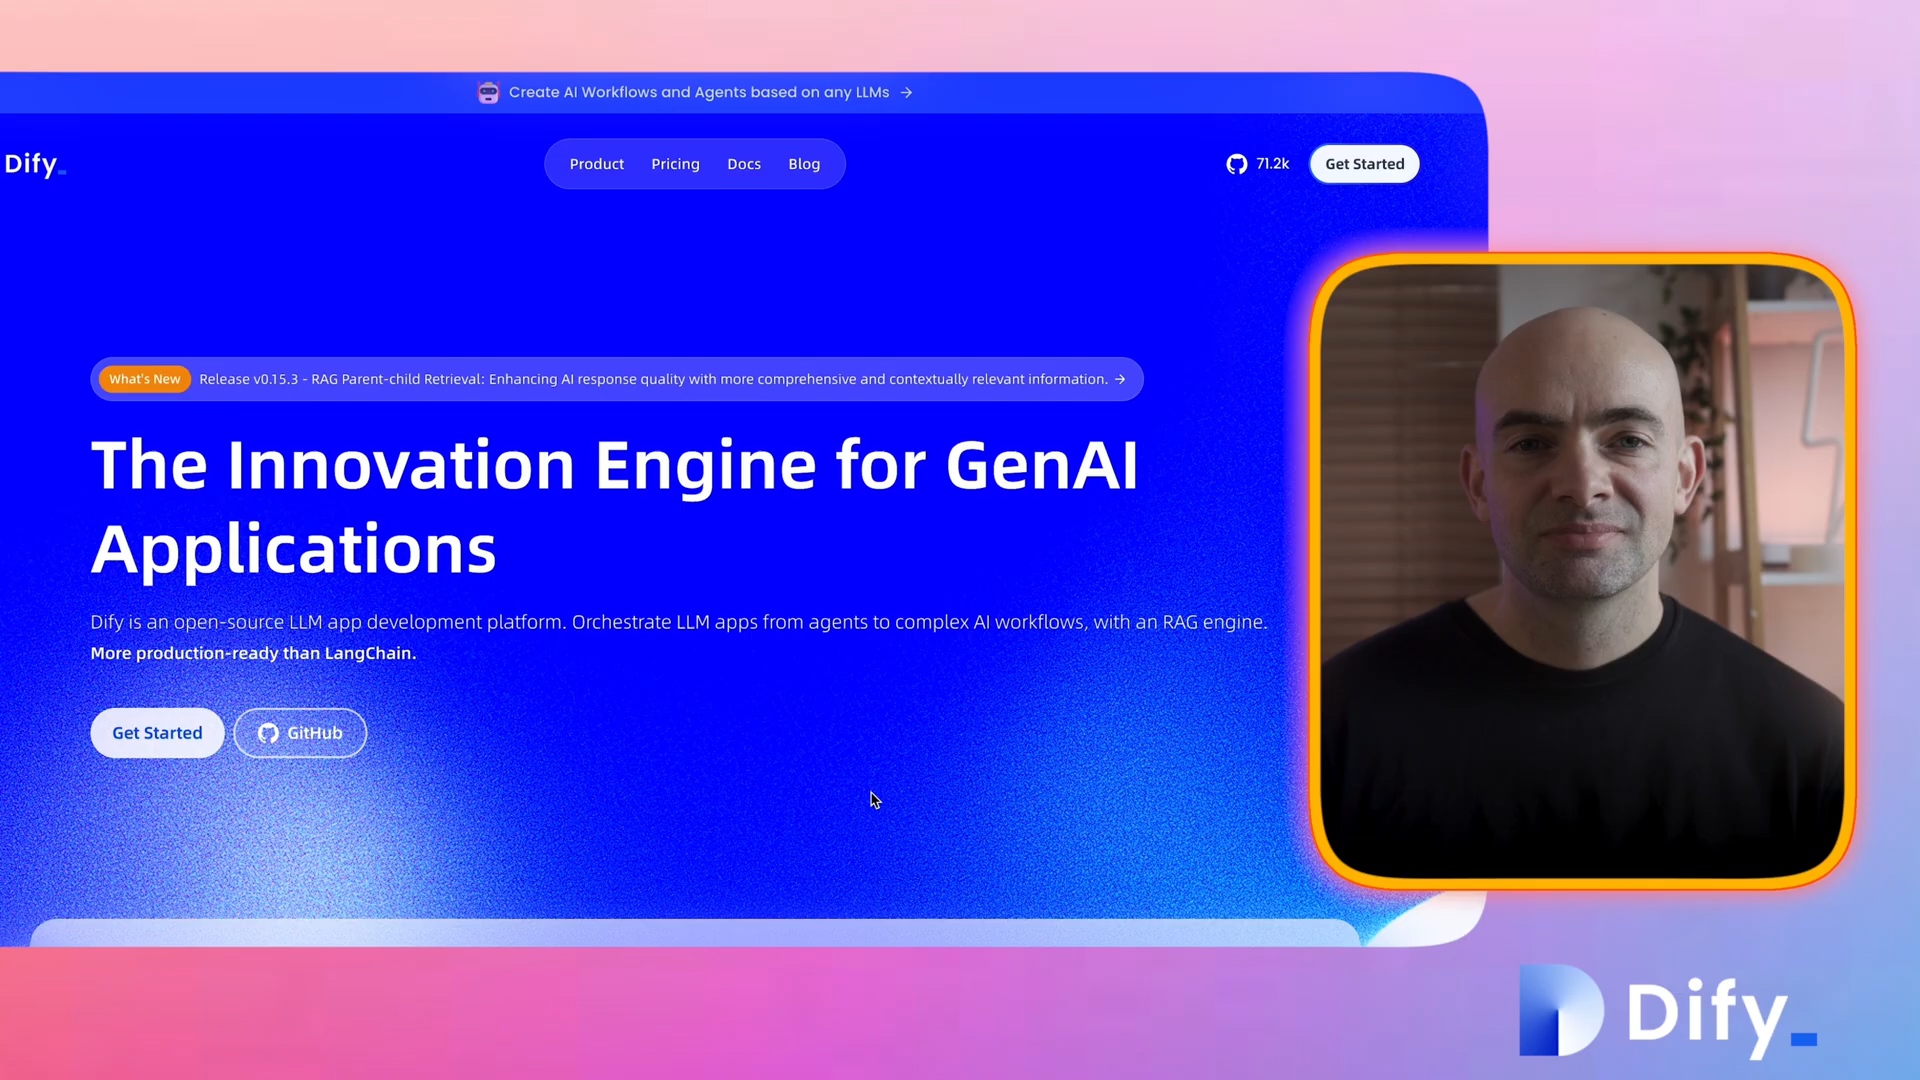 Create AI Workflows and Agents based on any LLMs →
Dify_
Product Pricing Docs Blog
71.2k
Get Started
What's New Release v0.15.3 - RAG Parent-child Retrieval: Enhancing AI response quality with more comprehensive and contextually relevant information. →
The Innovation Engine for GenAI
Applications
Dify is an open-source LLM app development platform. Orchestrate LLM apps from agents to complex AI workflows, with an RAG engine.
More production-ready than LangChain.
Get Started
GitHub
Dify_